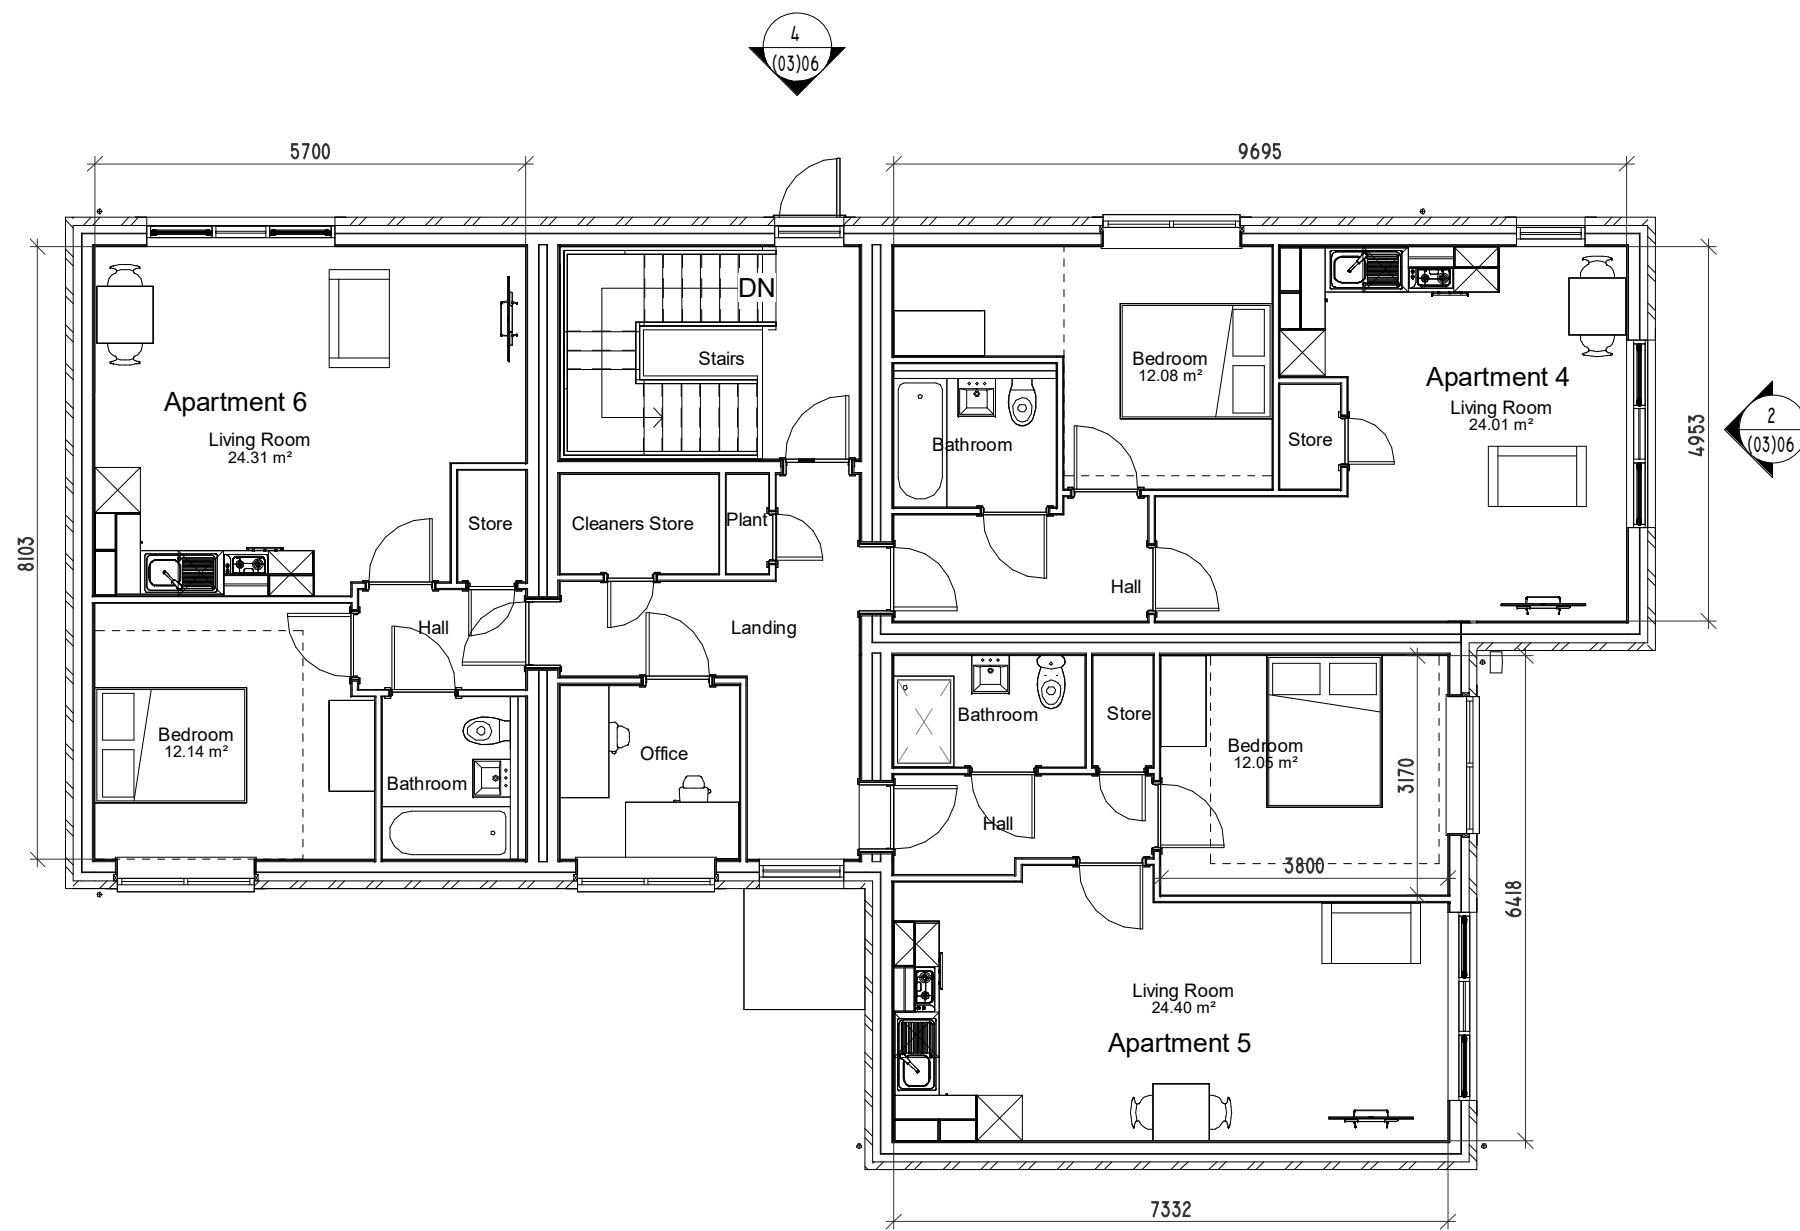 4
(03)06
5700
9695
DN
Stairs
Bedroom
12.08 m²
Apartment 4
Living Room
24.01 m²
Apartment 6
Living Room
24.31 m²
Bathroom
Store
2
(03)06
4953
Store
Cleaners Store
Plant
8103
Hall
Hall
Landing
Bedroom
12.14 m²
Bathroom
Office
Bathroom
Store
Bedroom
12.05 m²
3170
Hall
3800
6418
Living Room
24.40 m²
Apartment 5
7332